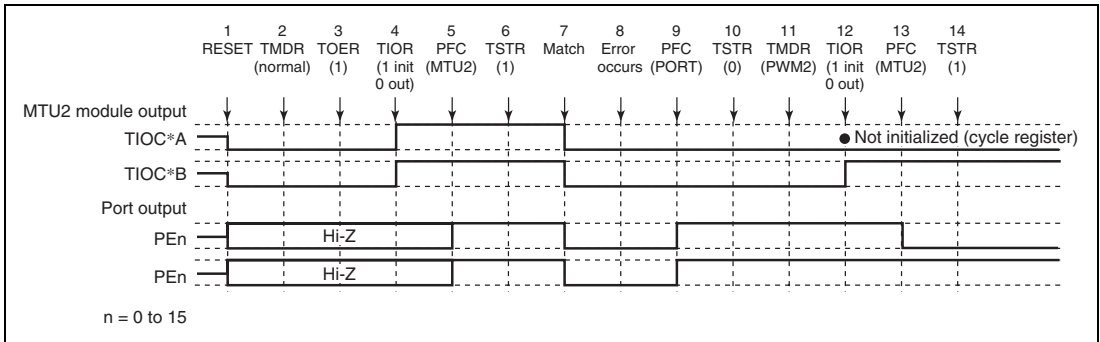 1 2 3 4 5 6 7 8 9 10 11 12 13 14
RESET TMDR TOER TIOR PFC TSTR Match Error PFC TSTR TMDR TIOR PFC TSTR
(normal) (1) (1 init (MTU2) (1) occurs (PORT) (0) (PWM2) (1 init (MTU2) (1)
0 out) 0 out)
MTU2 module output
TIOC*A ● Not initialized (cycle register)
TIOC*B
Port output
PEn Hi-Z
PEn Hi-Z
n = 0 to 15